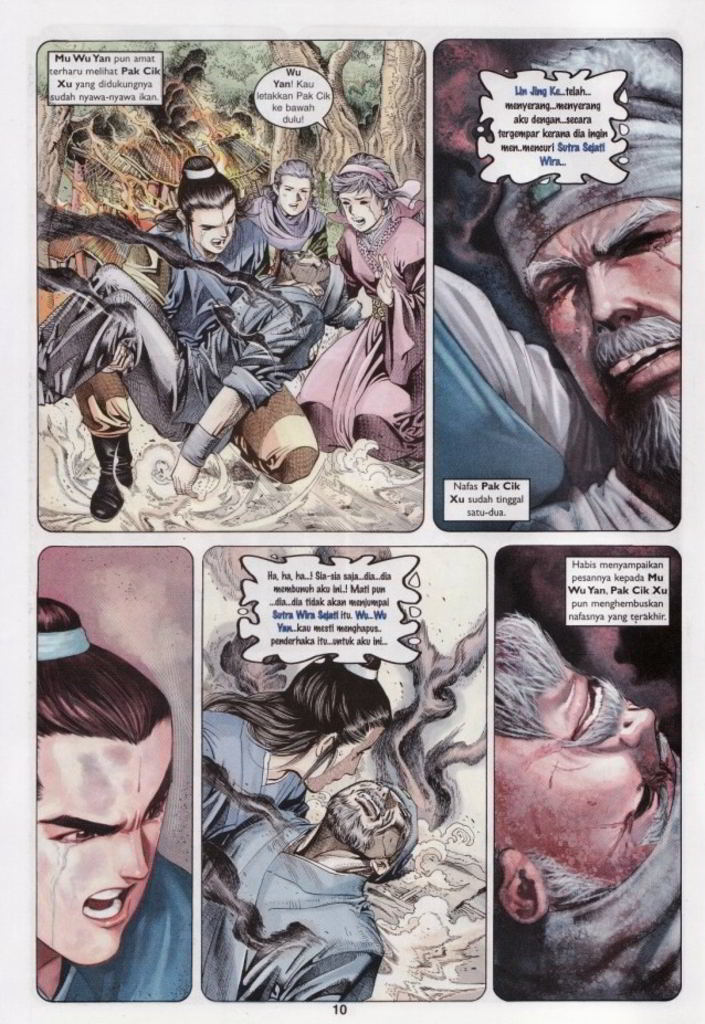 Mu Wu Yan pun amat
terharu melihat Pak Cik
Xu yang didukungnya
sudah nyawa-nyawa ikan.
Wu
Yan! Kau
letakkan Pak Cik
ke bawah
dulu!
Lin Jing Ke...telah...
menyerang...menyerang
aku dengan...secara
tergempar kerana dia ingin
men..mencuri Sutra Sejati
Wira...
Nafas Pak Cik
Xu sudah tinggal
satu-dua.
Ha, ha, ha..! Sia-sia saja...dia...dia
membunuh aku ini..! Mati pun
...dia...dia tidak akan menjumpai
Sutra Wira Sejati itu. Wu...Wu
Yan...kau mesti menghapus..
penderhaka itu...untuk aku ini...
Habis menyampaikan
pesannya kepada Mu
Wu Yan, Pak Cik Xu
pun menghembuskan
nafasnya yang terakhir.
10